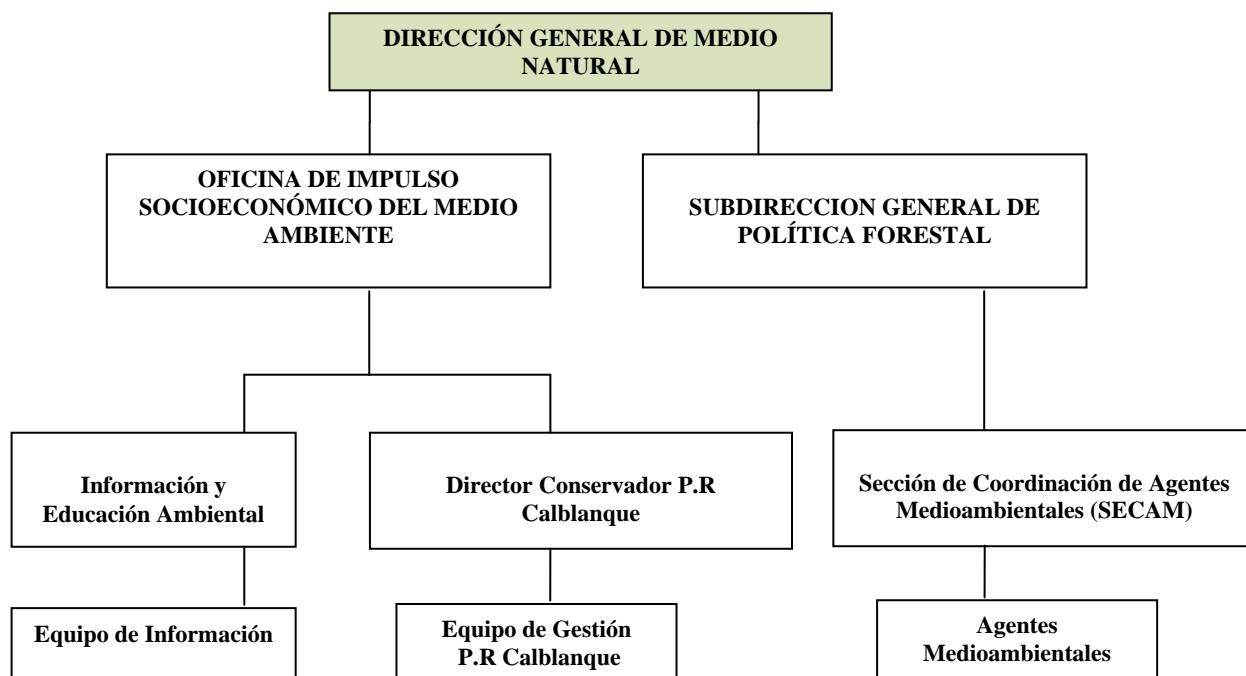 DIRECCIÓN GENERAL DE MEDIO
NATURAL
OFICINA DE IMPULSO
SOCIOECONÓMICO DEL MEDIO
AMBIENTE
SUBDIRECCION GENERAL DE
POLÍTICA FORESTAL
Información y
Educación Ambiental
Director Conservador P.R
Calblanque
Sección de Coordinación de Agentes
Medioambientales (SECAM)
Equipo de Información
Equipo de Gestión
P.R Calblanque
Agentes
Medioambientales